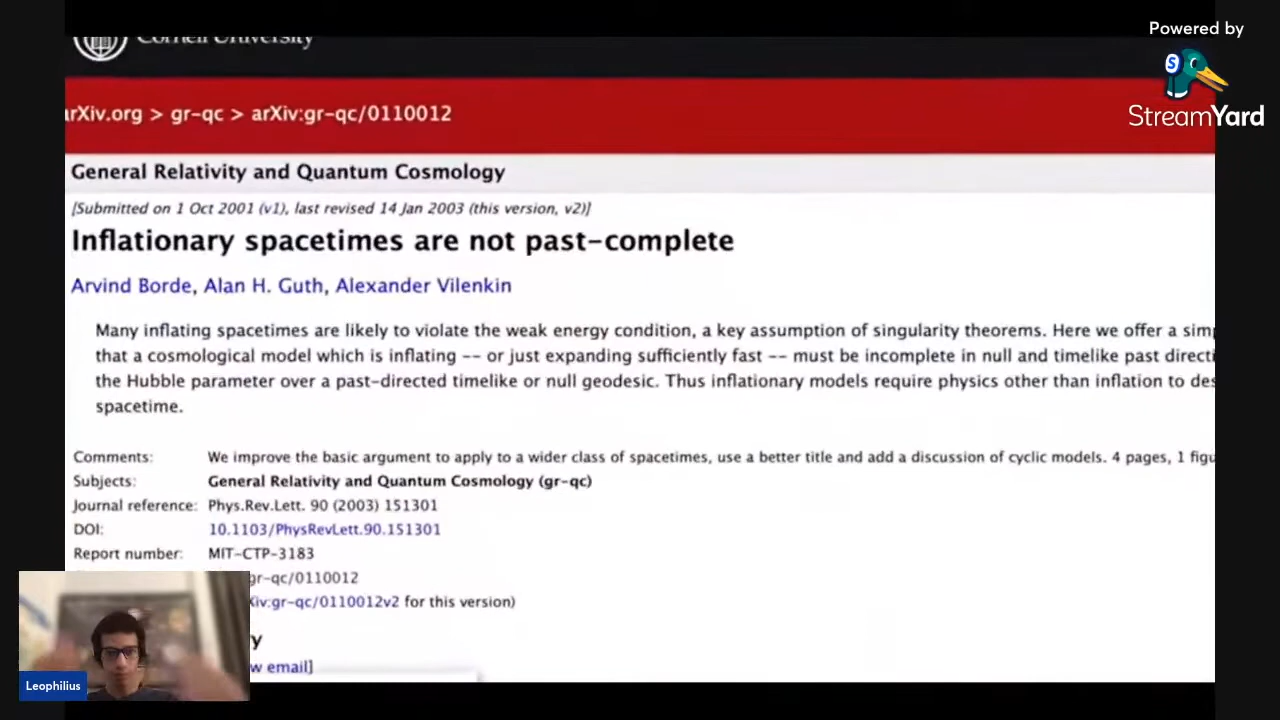 Powered by
StreamYard
Cornell University
arXiv.org > gr-qc > arXiv:gr-qc/0110012
General Relativity and Quantum Cosmology
[Submitted on 1 Oct 2001 (v1), last revised 14 Jan 2003 (this version, v2)]
Inflationary spacetimes are not past-complete
Arvind Borde, Alan H. Guth, Alexander Vilenkin
Many inflating spacetimes are likely to violate the weak energy condition, a key assumption of singularity theorems. Here we offer a sim
that a cosmological model which is inflating -- or just expanding sufficiently fast -- must be incomplete in null and timelike past directi
the Hubble parameter over a past-directed timelike or null geodesic. Thus inflationary models require physics other than inflation to des
spacetime.
Comments: We improve the basic argument to apply to a wider class of spacetimes, use a better title and add a discussion of cyclic models. 4 pages, 1 figu
Subjects: General Relativity and Quantum Cosmology (gr-qc)
Journal reference: Phys.Rev.Lett. 90 (2003) 151301
DOI: 10.1103/PhysRevLett.90.151301
Report number: MIT-CTP-3183
gr-qc/0110012
Xiv:gr-qc/0110012v2 for this version)
y
w email]
Leophilius